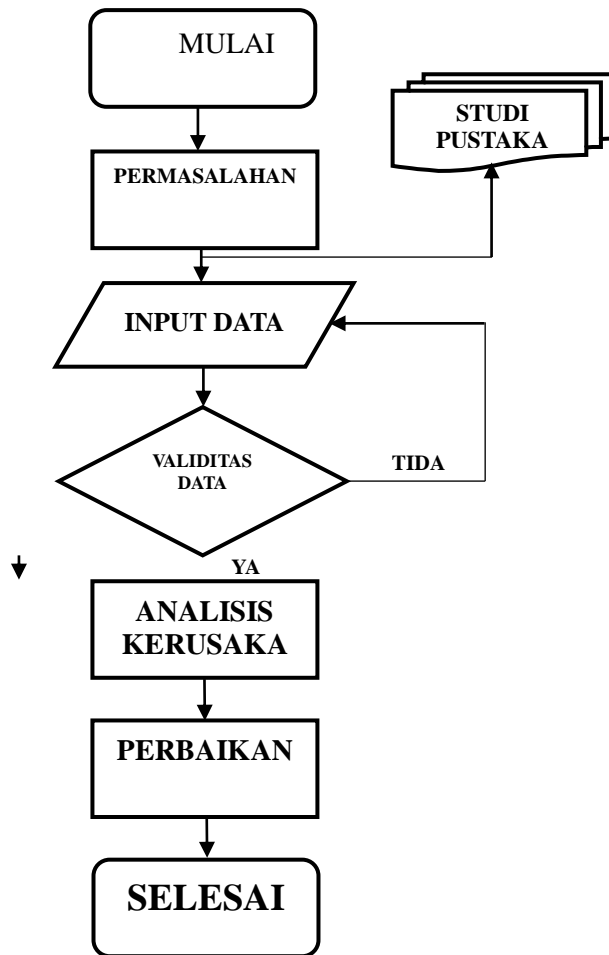 MULAI
STUDI
PUSTAKA
PERMASALAHAN
INPUT DATA
VALIDITAS
DATA
TIDA
YA
ANALISIS
KERUSAKA
PERBAIKAN
SELESAI